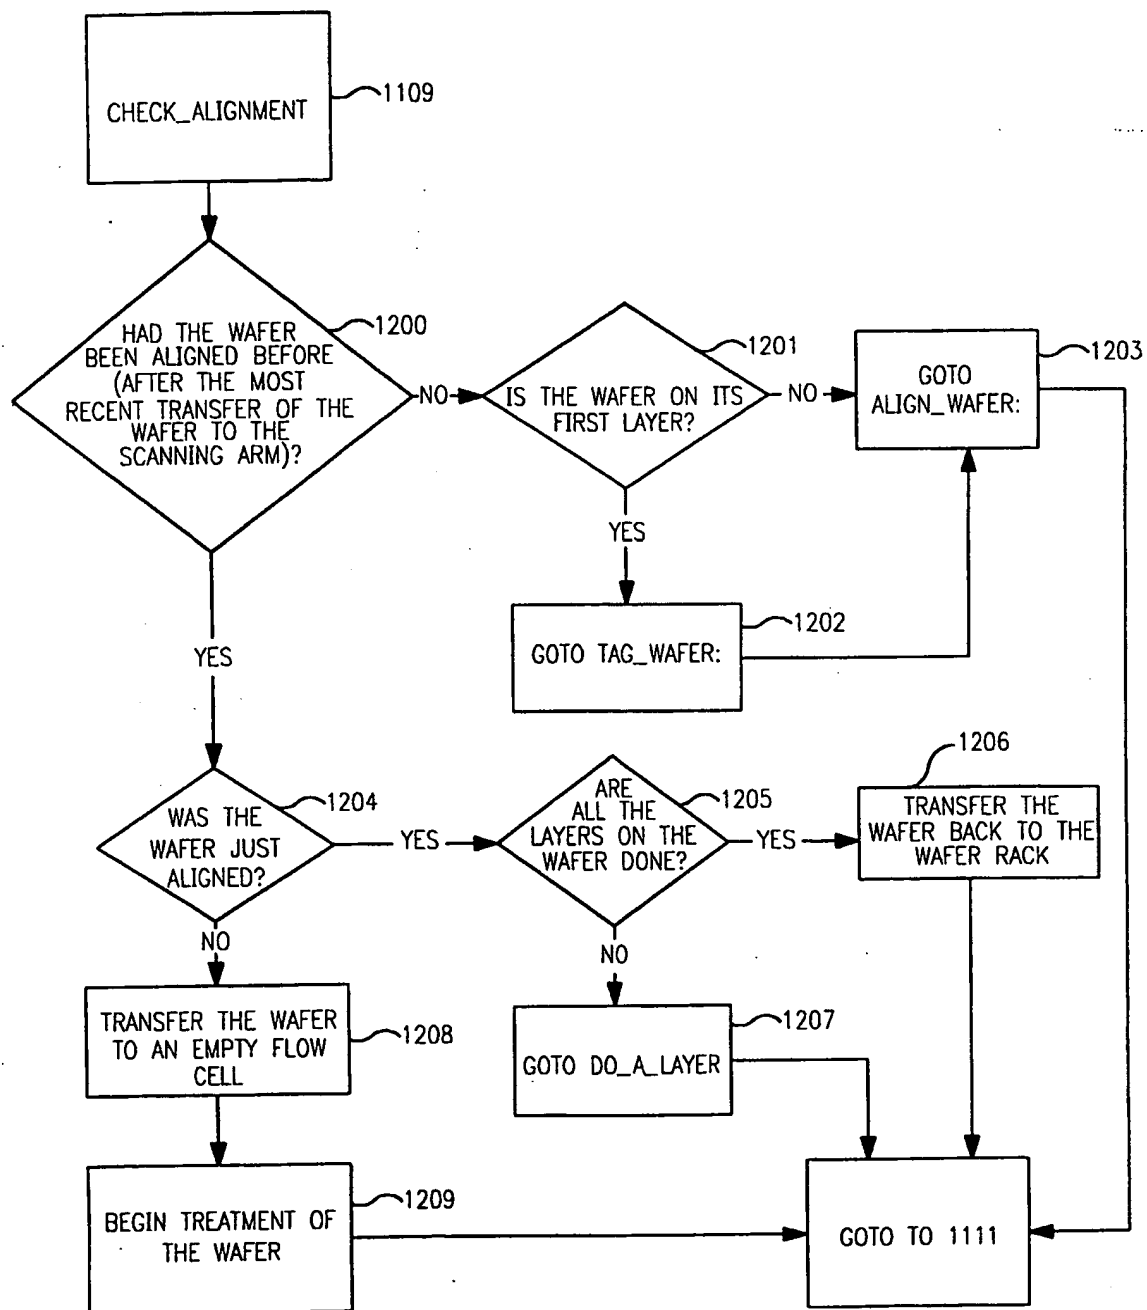 CHECK_ALIGNMENT
1109
HAD THE WAFER
BEEN ALIGNED BEFORE
(AFTER THE MOST
RECENT TRANSFER OF THE
WAFER TO THE
SCANNING ARM)?
1200
NO
IS THE WAFER ON ITS
FIRST LAYER?
1201
NO
GOTO
ALIGN_WAFER:
1203
YES
GOTO TAG_WAFER:
1202
YES
WAS THE
WAFER JUST
ALIGNED?
1204
YES
ARE
ALL THE
LAYERS ON THE
WAFER DONE?
1205
YES
TRANSFER THE
WAFER BACK TO THE
WAFER RACK
1206
NO
NO
TRANSFER THE WAFER
TO AN EMPTY FLOW
CELL
1208
GOTO DO_A_LAYER
1207
BEGIN TREATMENT OF
THE WAFER
1209
GOTO TO 1111